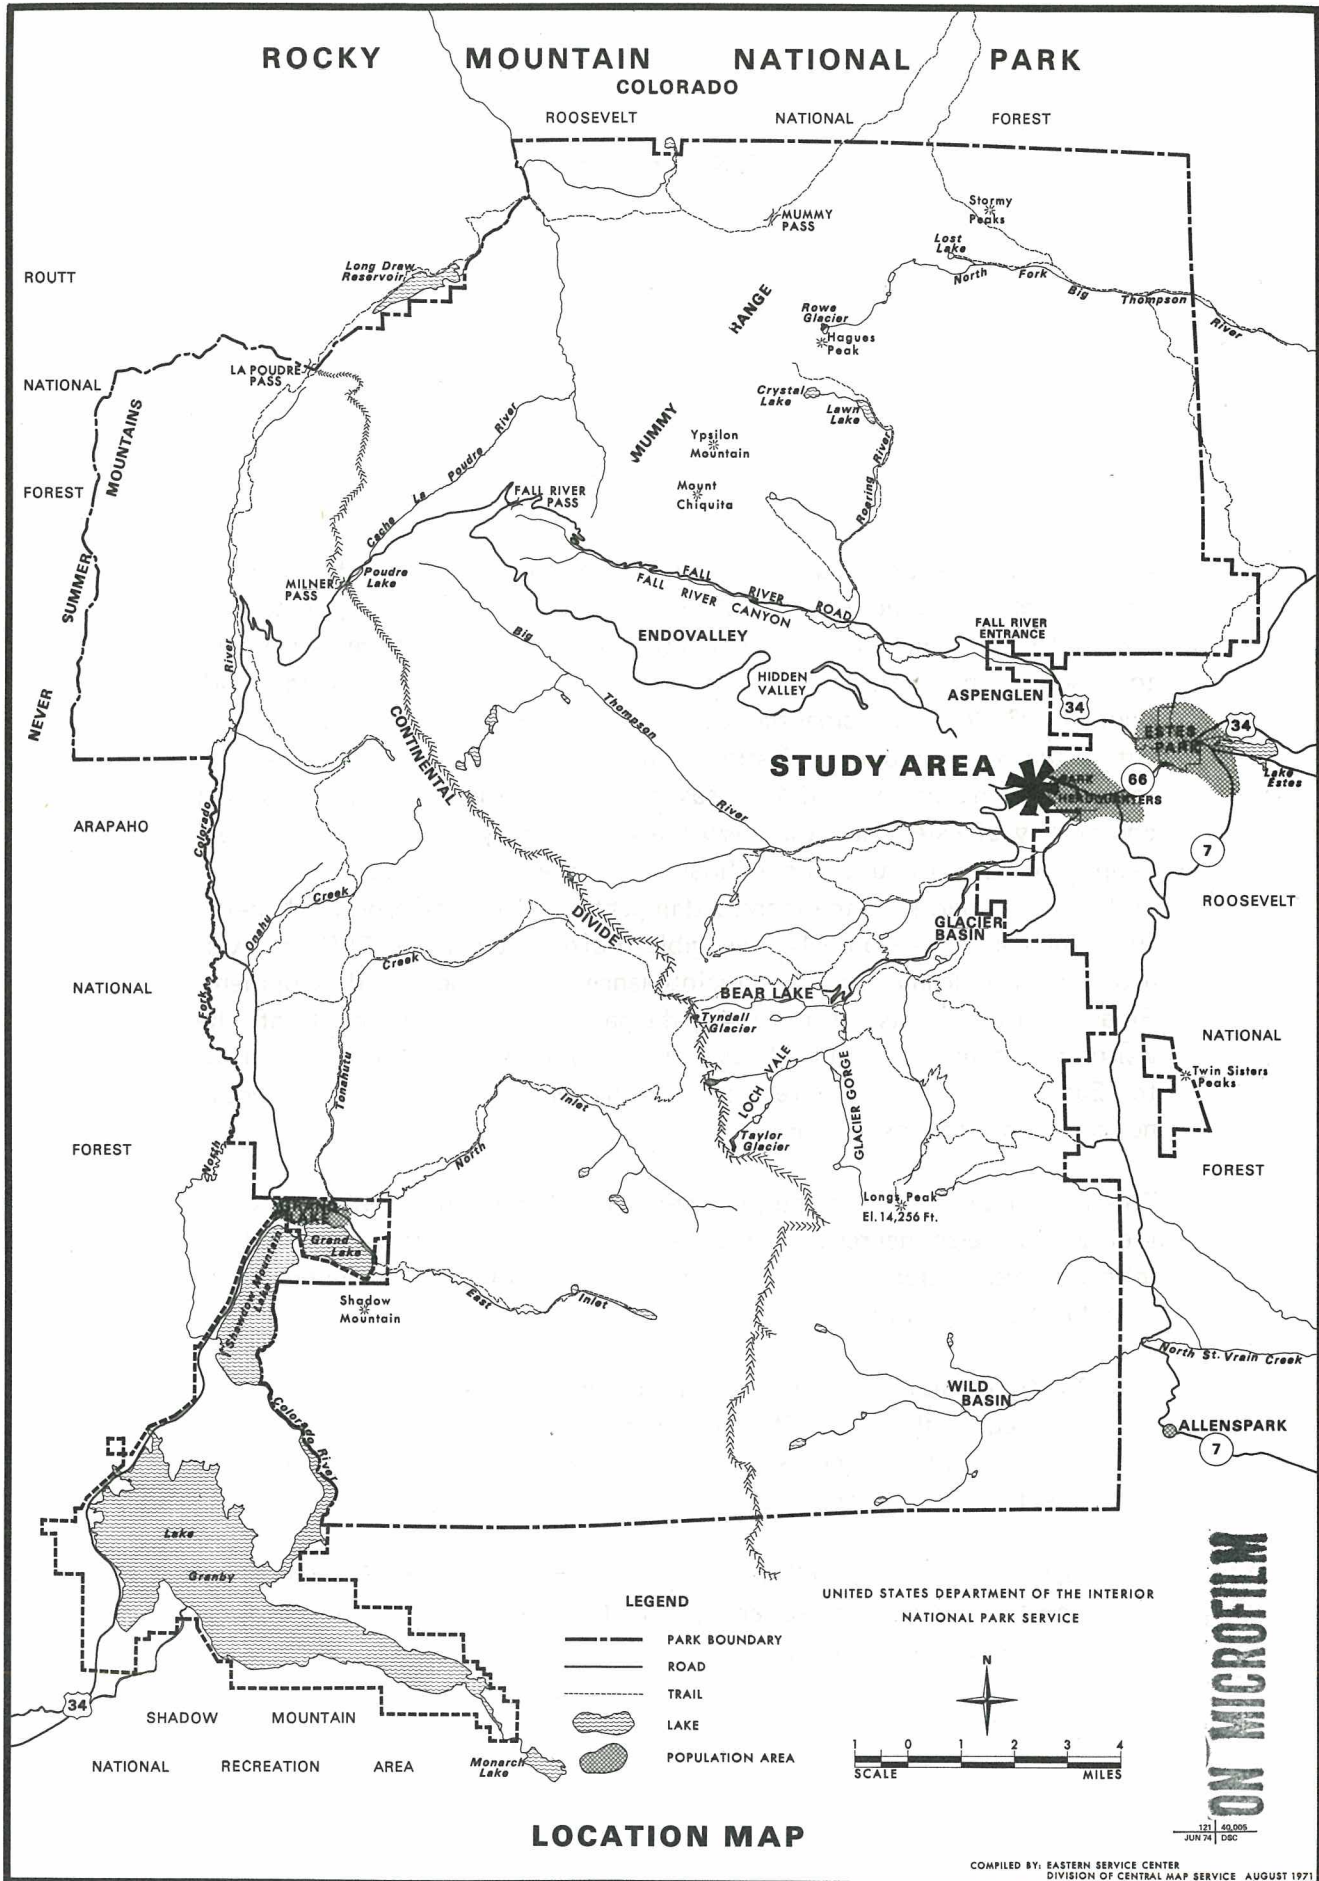 ROCKY MOUNTAIN NATIONAL PARK
COLORADO
ROOSEVELT NATIONAL FOREST
Stormy
Peaks
MUMMY
PASS
Lost
Lake
North Fork Big Thompson River
Long Draw
Reservoir
ROUTT
NATIONAL
FOREST
RANGE
MUMMY
Rowe
Glacier
Hagues
Peak
LA POUDRE
PASS
Crystal
Lake
Lawn
Lake
Roaring River
Ypsilon
Mountain
Mount
Chiquita
NEVER SUMMER MOUNTAINS
Cache La Poudre River
FALL RIVER
PASS
Poudre
Lake
MILNER
PASS
FALL RIVER ROAD
FALL RIVER CANYON
ENDOVALLEY
HIDDEN
VALLEY
FALL RIVER
ENTRANCE
ASPENGLEN
34
34
ESTES
PARK
Lake
Estes
66
7
STUDY AREA
PARK
HEADQUARTERS
Big Thompson River
CONTINENTAL DIVIDE
River
Colorado
Fork
North
ARAPAHO
NATIONAL
FOREST
Onahu Creek
Tonahutu Creek
ROOSEVELT
NATIONAL
FOREST
GLACIER
BASIN
BEAR LAKE
Tyndall
Glacier
LOCH VALE
GLACIER GORGE
Taylor
Glacier
Twin Sisters
Peaks
Longs Peak
El. 14,256 Ft.
North Inlet
GRAND
LAKE
Grand
Lake
Shadow Mountain
Lake
Shadow
Mountain
East Inlet
Colorado River
North St. Vrain Creek
WILD
BASIN
ALLENSPARK
7
Lake
Granby
34
SHADOW MOUNTAIN
NATIONAL RECREATION AREA
Monarch
Lake
LEGEND
PARK BOUNDARY
ROAD
TRAIL
LAKE
POPULATION AREA
UNITED STATES DEPARTMENT OF THE INTERIOR
NATIONAL PARK SERVICE
N
1 0 1 2 3 4
SCALE MILES
ON MICROFILM
121 40,005
JUN 74 DSC
LOCATION MAP
COMPILED BY: EASTERN SERVICE CENTER
DIVISION OF CENTRAL MAP SERVICE AUGUST 1971